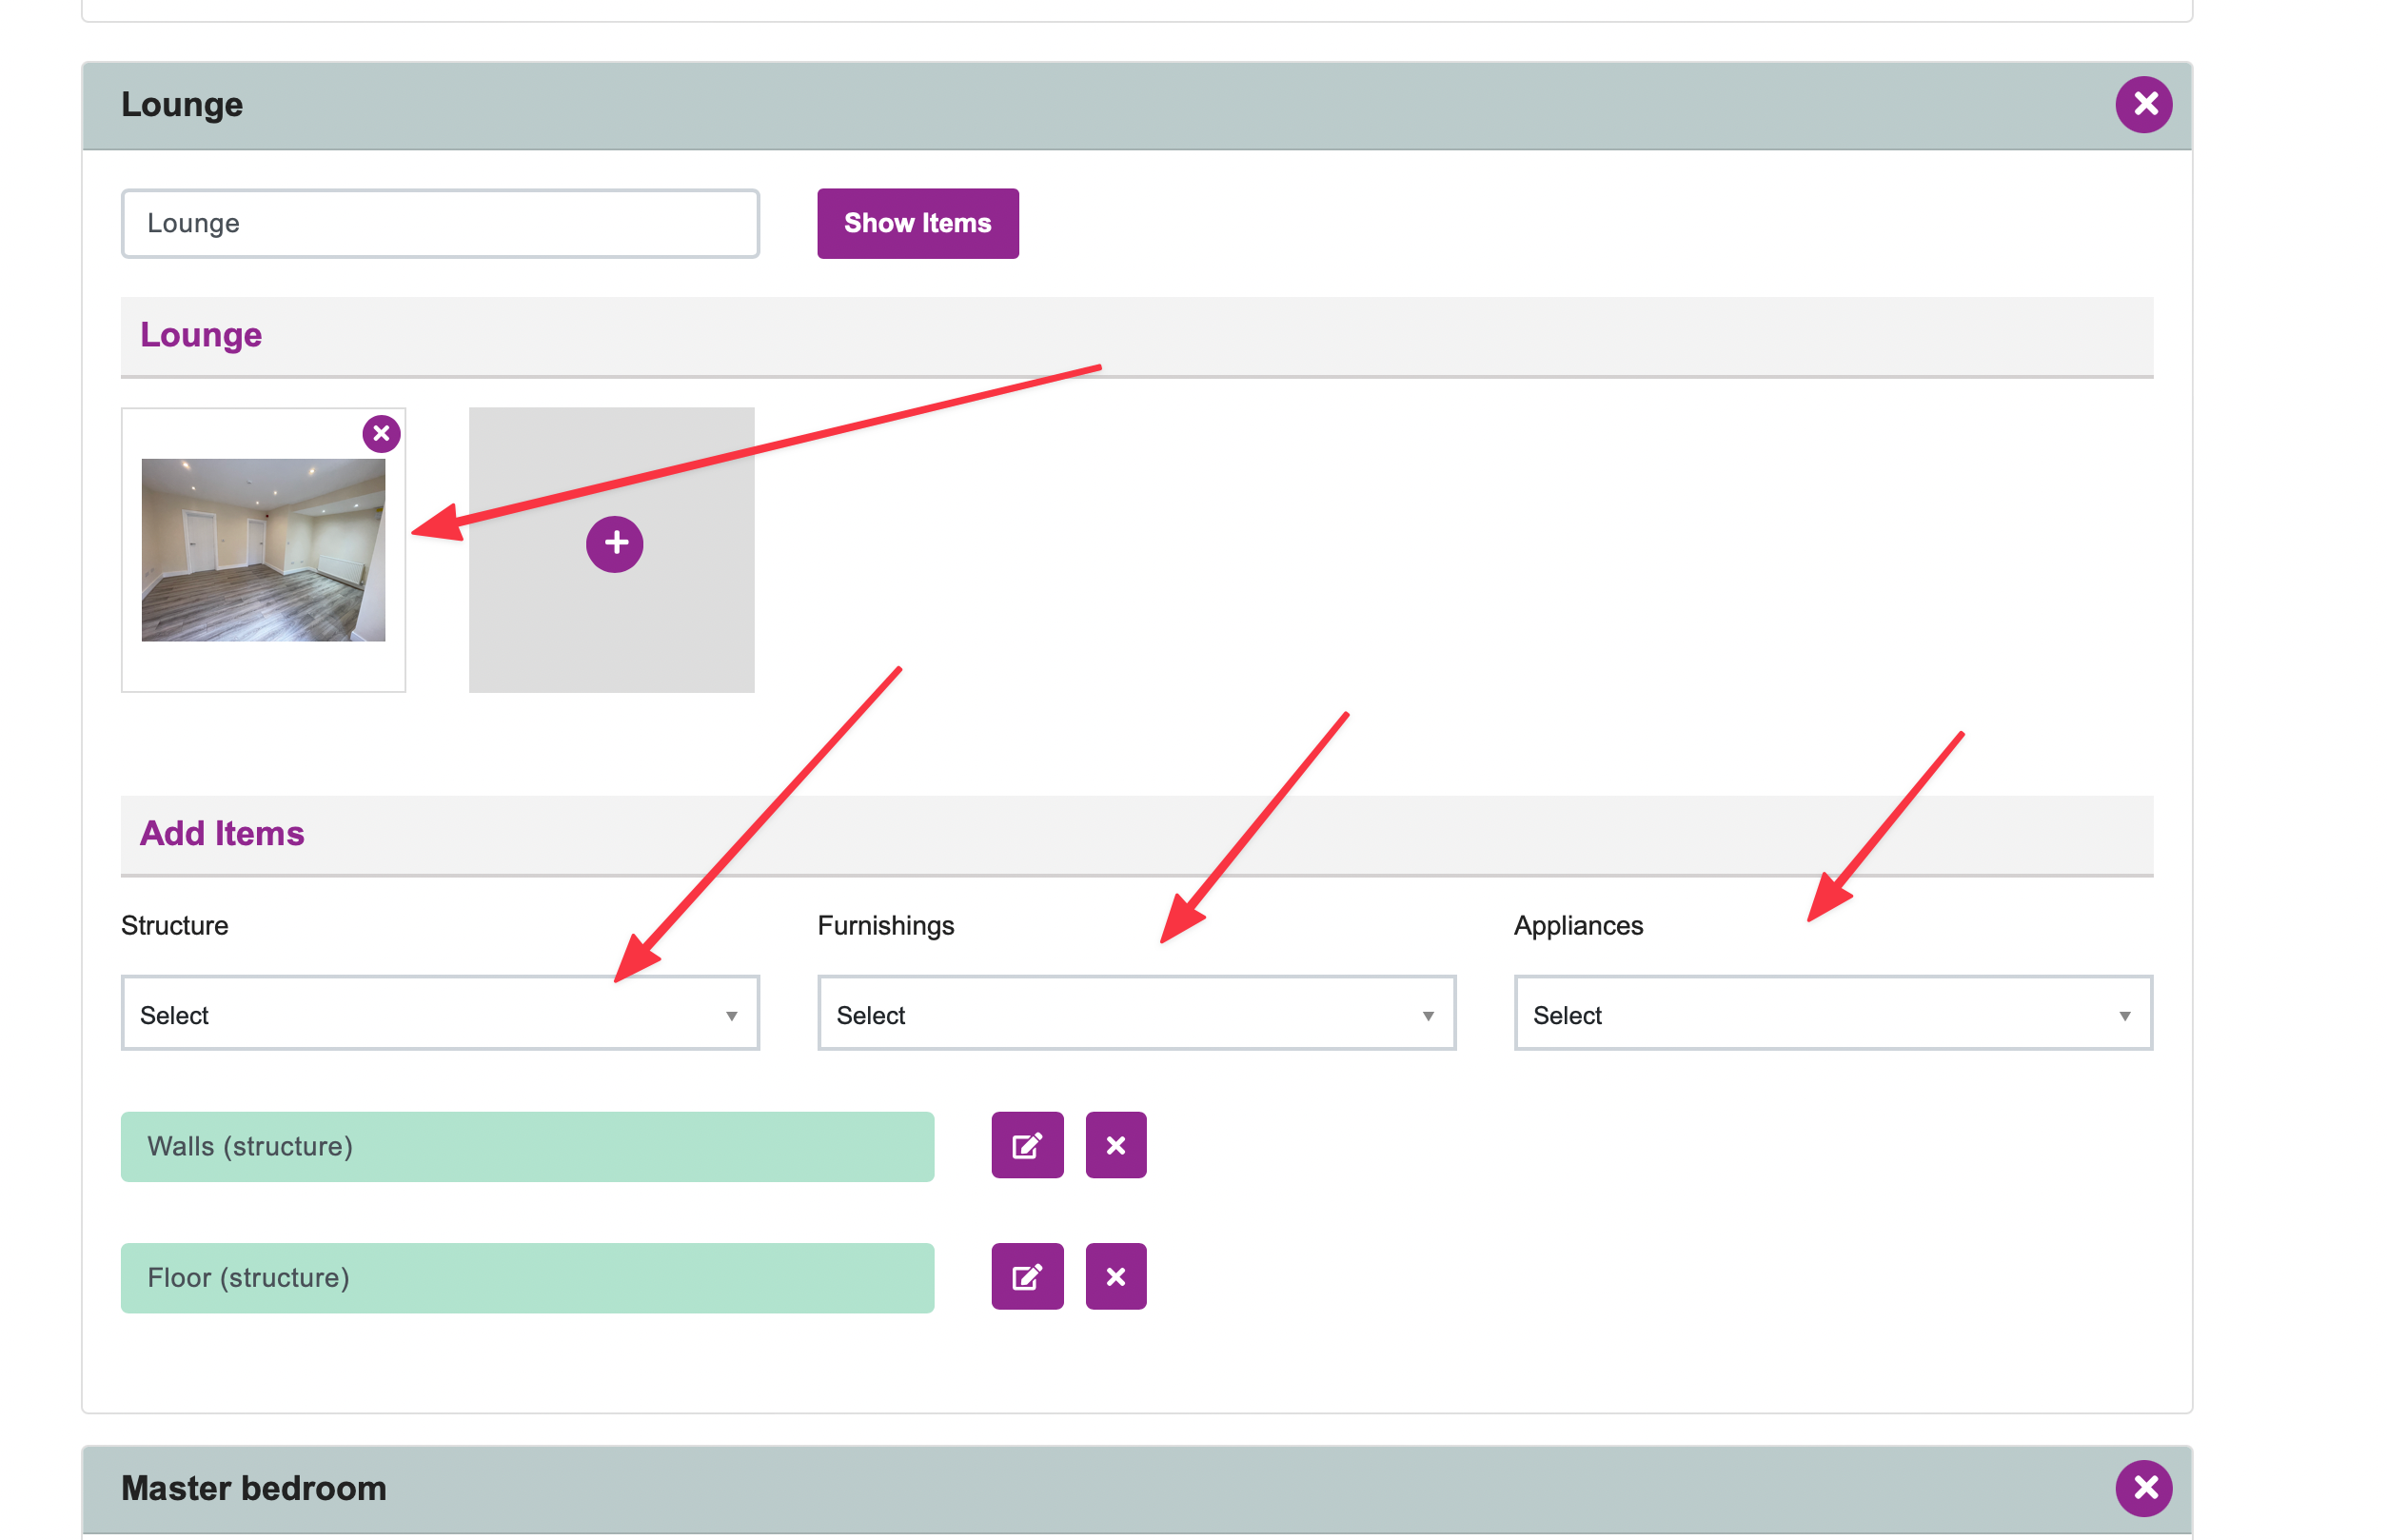 Lounge
Lounge
Show Items
Lounge
Add Items
Structure
Furnishings
Appliances
Select
Select
Select
Walls (structure)
Floor (structure)
Master bedroom